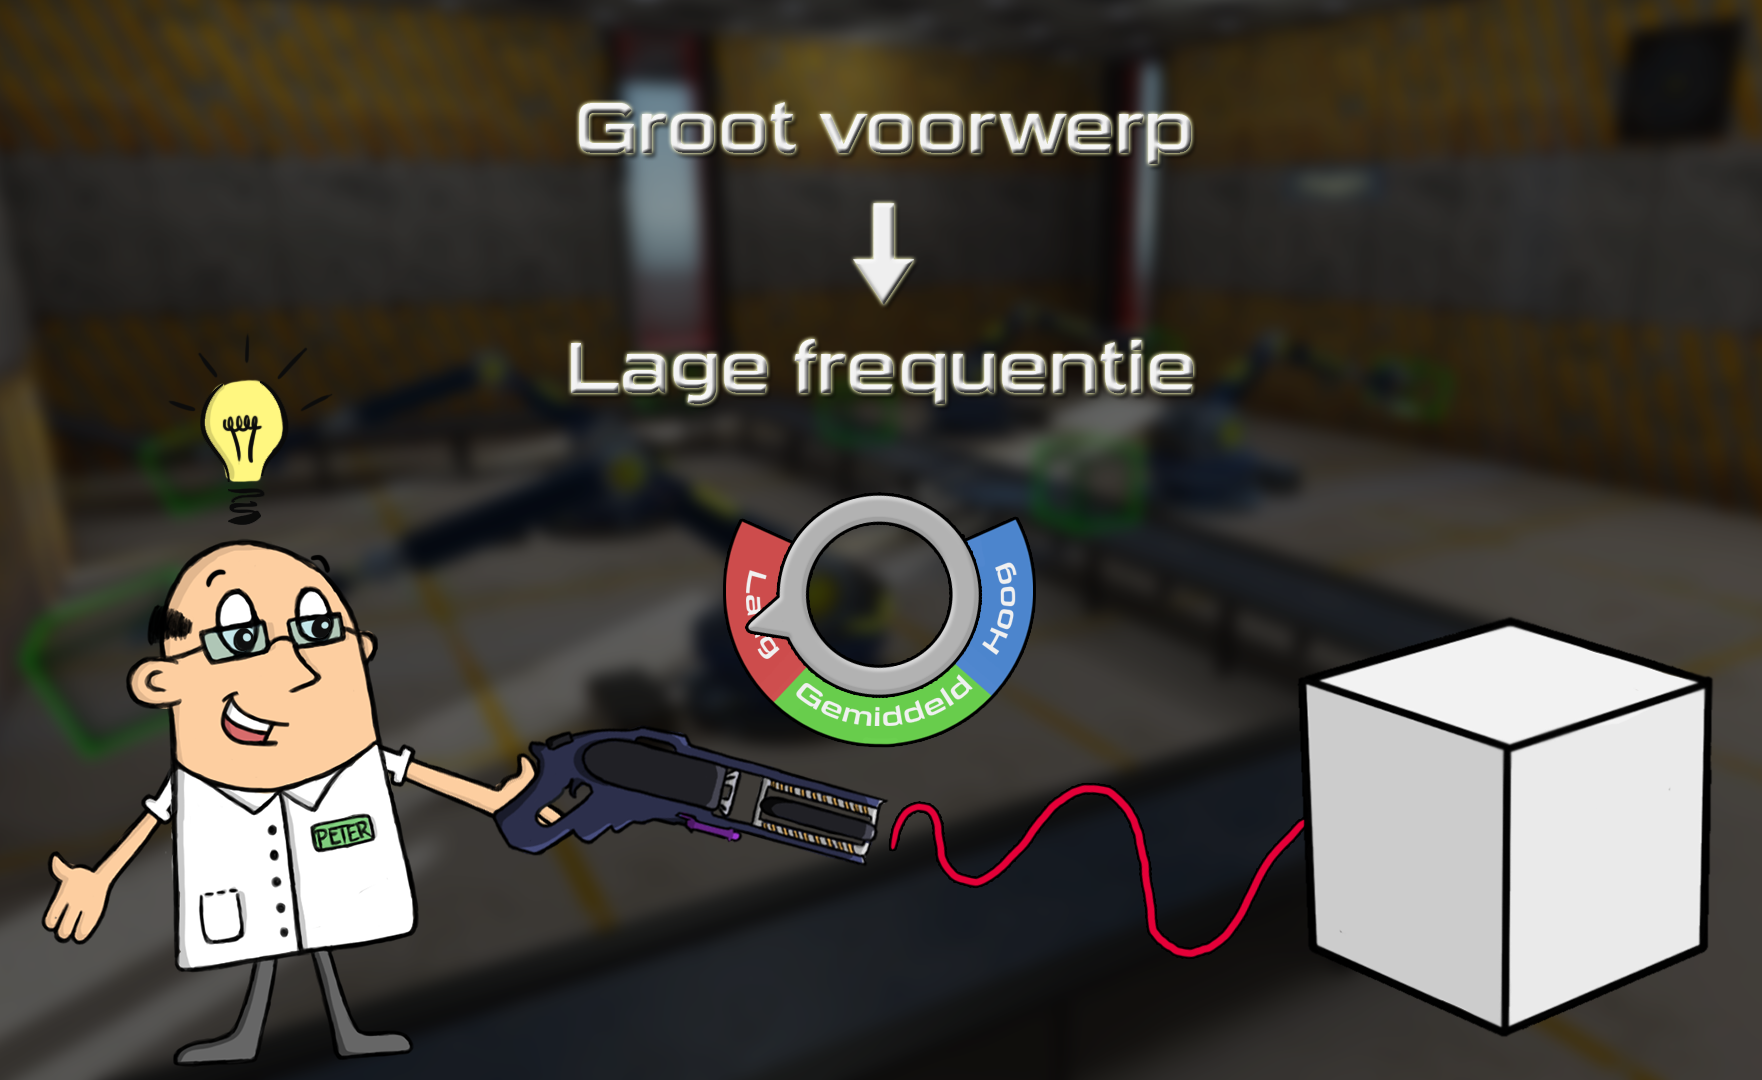 Groot voorwerp
Lage frequentie
Laag
Gemiddeld
Hoog
PETER